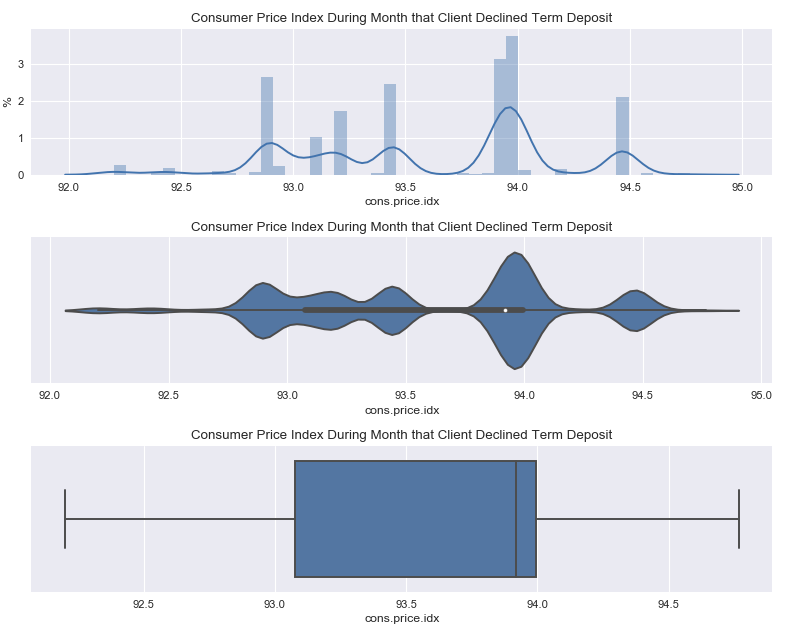 Consumer Price Index During Month that Client Declined Term Deposit
%
3
2
1
0
92.0 92.5 93.0 93.5 94.0 94.5 95.0
cons.price.idx
Consumer Price Index During Month that Client Declined Term Deposit
92.0 92.5 93.0 93.5 94.0 94.5 95.0
cons.price.idx
Consumer Price Index During Month that Client Declined Term Deposit
92.5 93.0 93.5 94.0 94.5
cons.price.idx